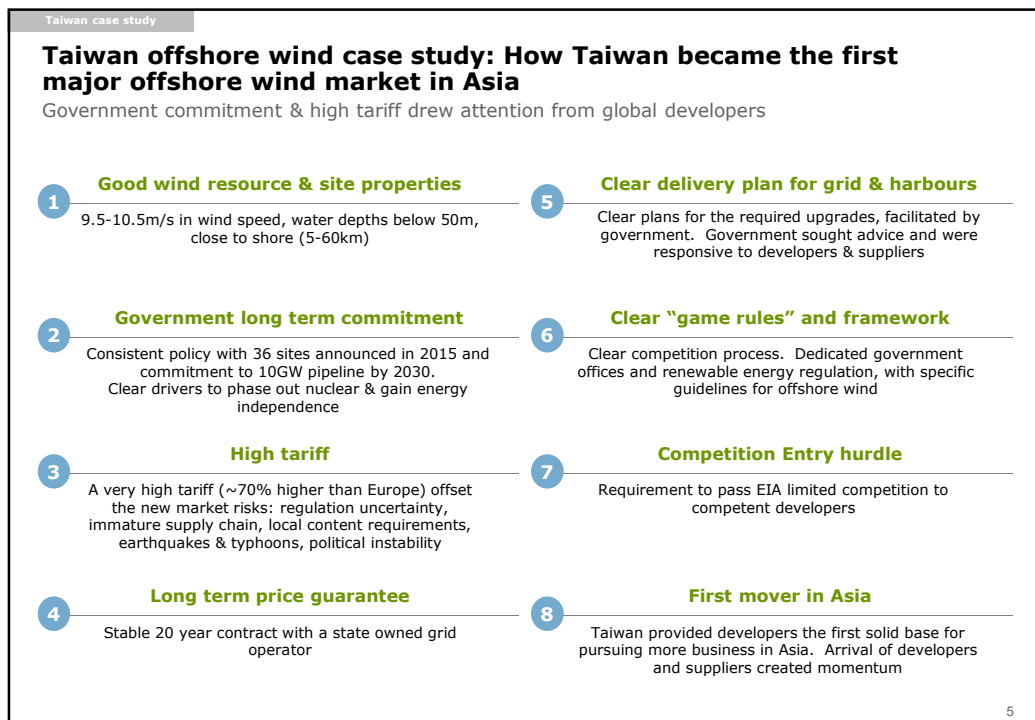 Taiwan case study
Taiwan offshore wind case study: How Taiwan became the first
major offshore wind market in Asia
Government commitment & high tariff drew attention from global developers
1
Good wind resource & site properties
9.5-10.5m/s in wind speed, water depths below 50m,
close to shore (5-60km)
2
Government long term commitment
Consistent policy with 36 sites announced in 2015 and
commitment to 10GW pipeline by 2030.
Clear drivers to phase out nuclear & gain energy
independence
3
High tariff
A very high tariff (~70% higher than Europe) offset
the new market risks: regulation uncertainty,
immature supply chain, local content requirements,
earthquakes & typhoons, political instability
4
Long term price guarantee
Stable 20 year contract with a state owned grid
operator
5
Clear delivery plan for grid & harbours
Clear plans for the required upgrades, facilitated by
government. Government sought advice and were
responsive to developers & suppliers
6
Clear “game rules” and framework
Clear competition process. Dedicated government
offices and renewable energy regulation, with specific
guidelines for offshore wind
7
Competition Entry hurdle
Requirement to pass EIA limited competition to
competent developers
8
First mover in Asia
Taiwan provided developers the first solid base for
pursuing more business in Asia. Arrival of developers
and suppliers created momentum
5